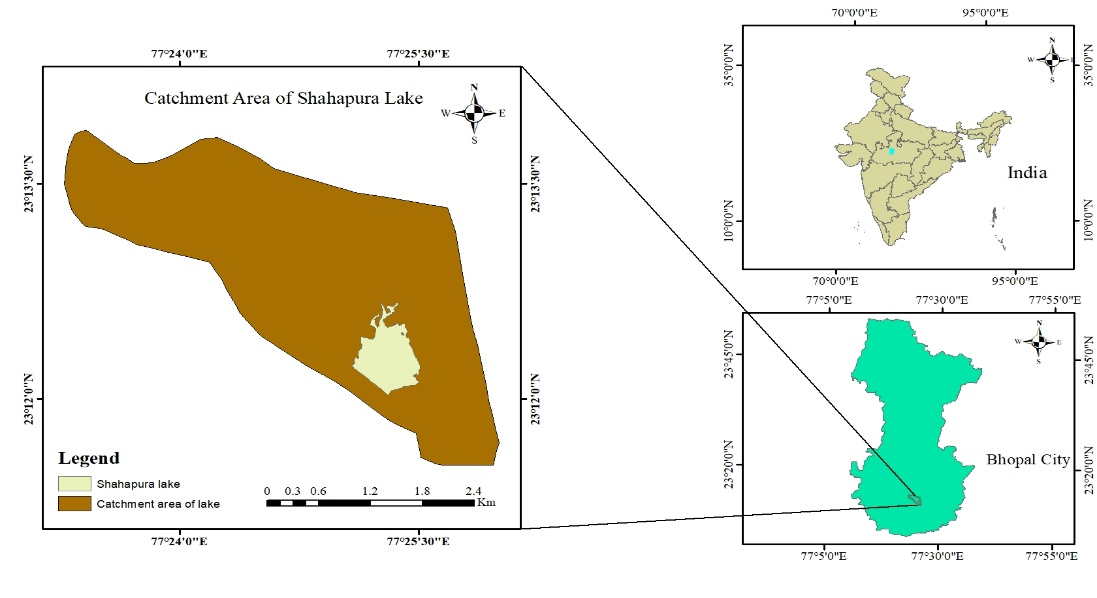 77°24'0"E 77°25'30"E
Catchment Area of Shahapura Lake
N
W E
S
23°13'30"N 23°13'30"N
23°12'0"N 23°12'0"N
Legend
Shahapura lake
Catchment area of lake
0 0.3 0.6 1.2 1.8 2.4
Km
77°24'0"E 77°25'30"E
70°0'0"E 95°0'0"E
N
W
S
35°0'0"N 35°0'0"N
India
10°0'0"N 10°0'0"N
70°0'0"E 95°0'0"E
77°5'0"E 77°30'0"E 77°55'0"E
N
W E
S
23°45'0"N 23°45'0"N
Bhopal City
23°20'0"N 23°20'0"N
77°5'0"E 77°30'0"E 77°55'0"E